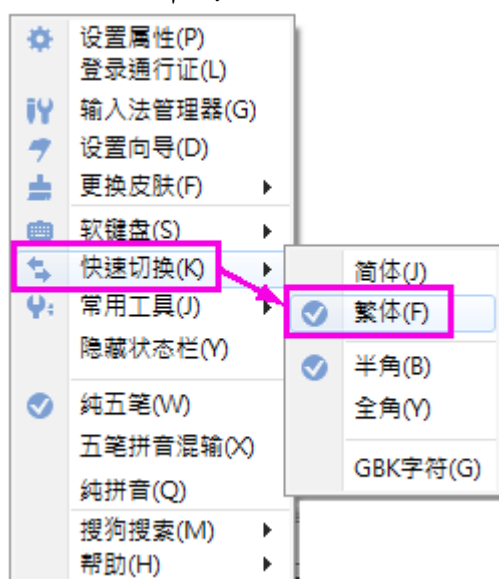 设置属性(P)
登录通行证(L)
输入法管理器(G)
设置向导(D)
更换皮肤(F)
软键盘(S)
快速切换(K)
常用工具(J)
隐藏状态栏(Y)
纯五笔(W)
五笔拼音混输(X)
纯拼音(Q)
搜狗搜索(M)
帮助(H)
简体(J)
繁体(F)
半角(B)
全角(Y)
GBK字符(G)